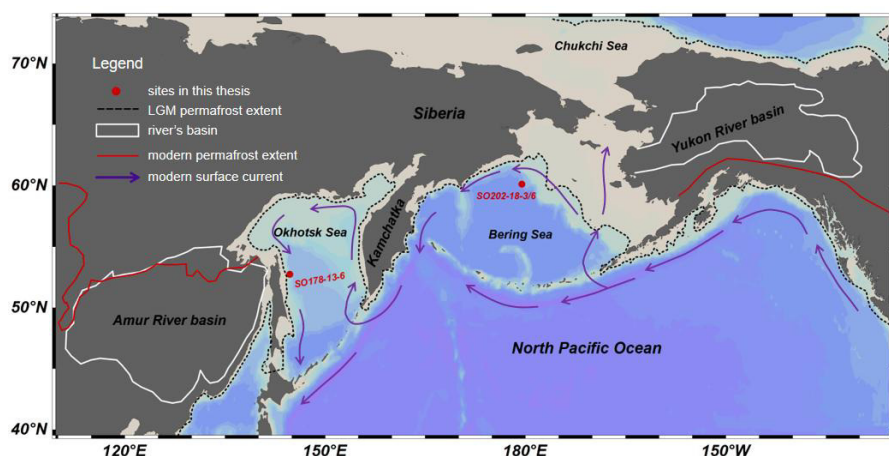 Chukchi Sea
70°N
Legend
sites in this thesis
LGM permafrost extent
river's basin
modern permafrost extent
modern surface current
Siberia
Yukon River basin
60°N
SO202-18-3/6
Okhotsk Sea
Kamchatka
Bering Sea
SO178-13-6
50°N
Amur River basin
North Pacific Ocean
40°N
120°E
150°E
180°E
150°W